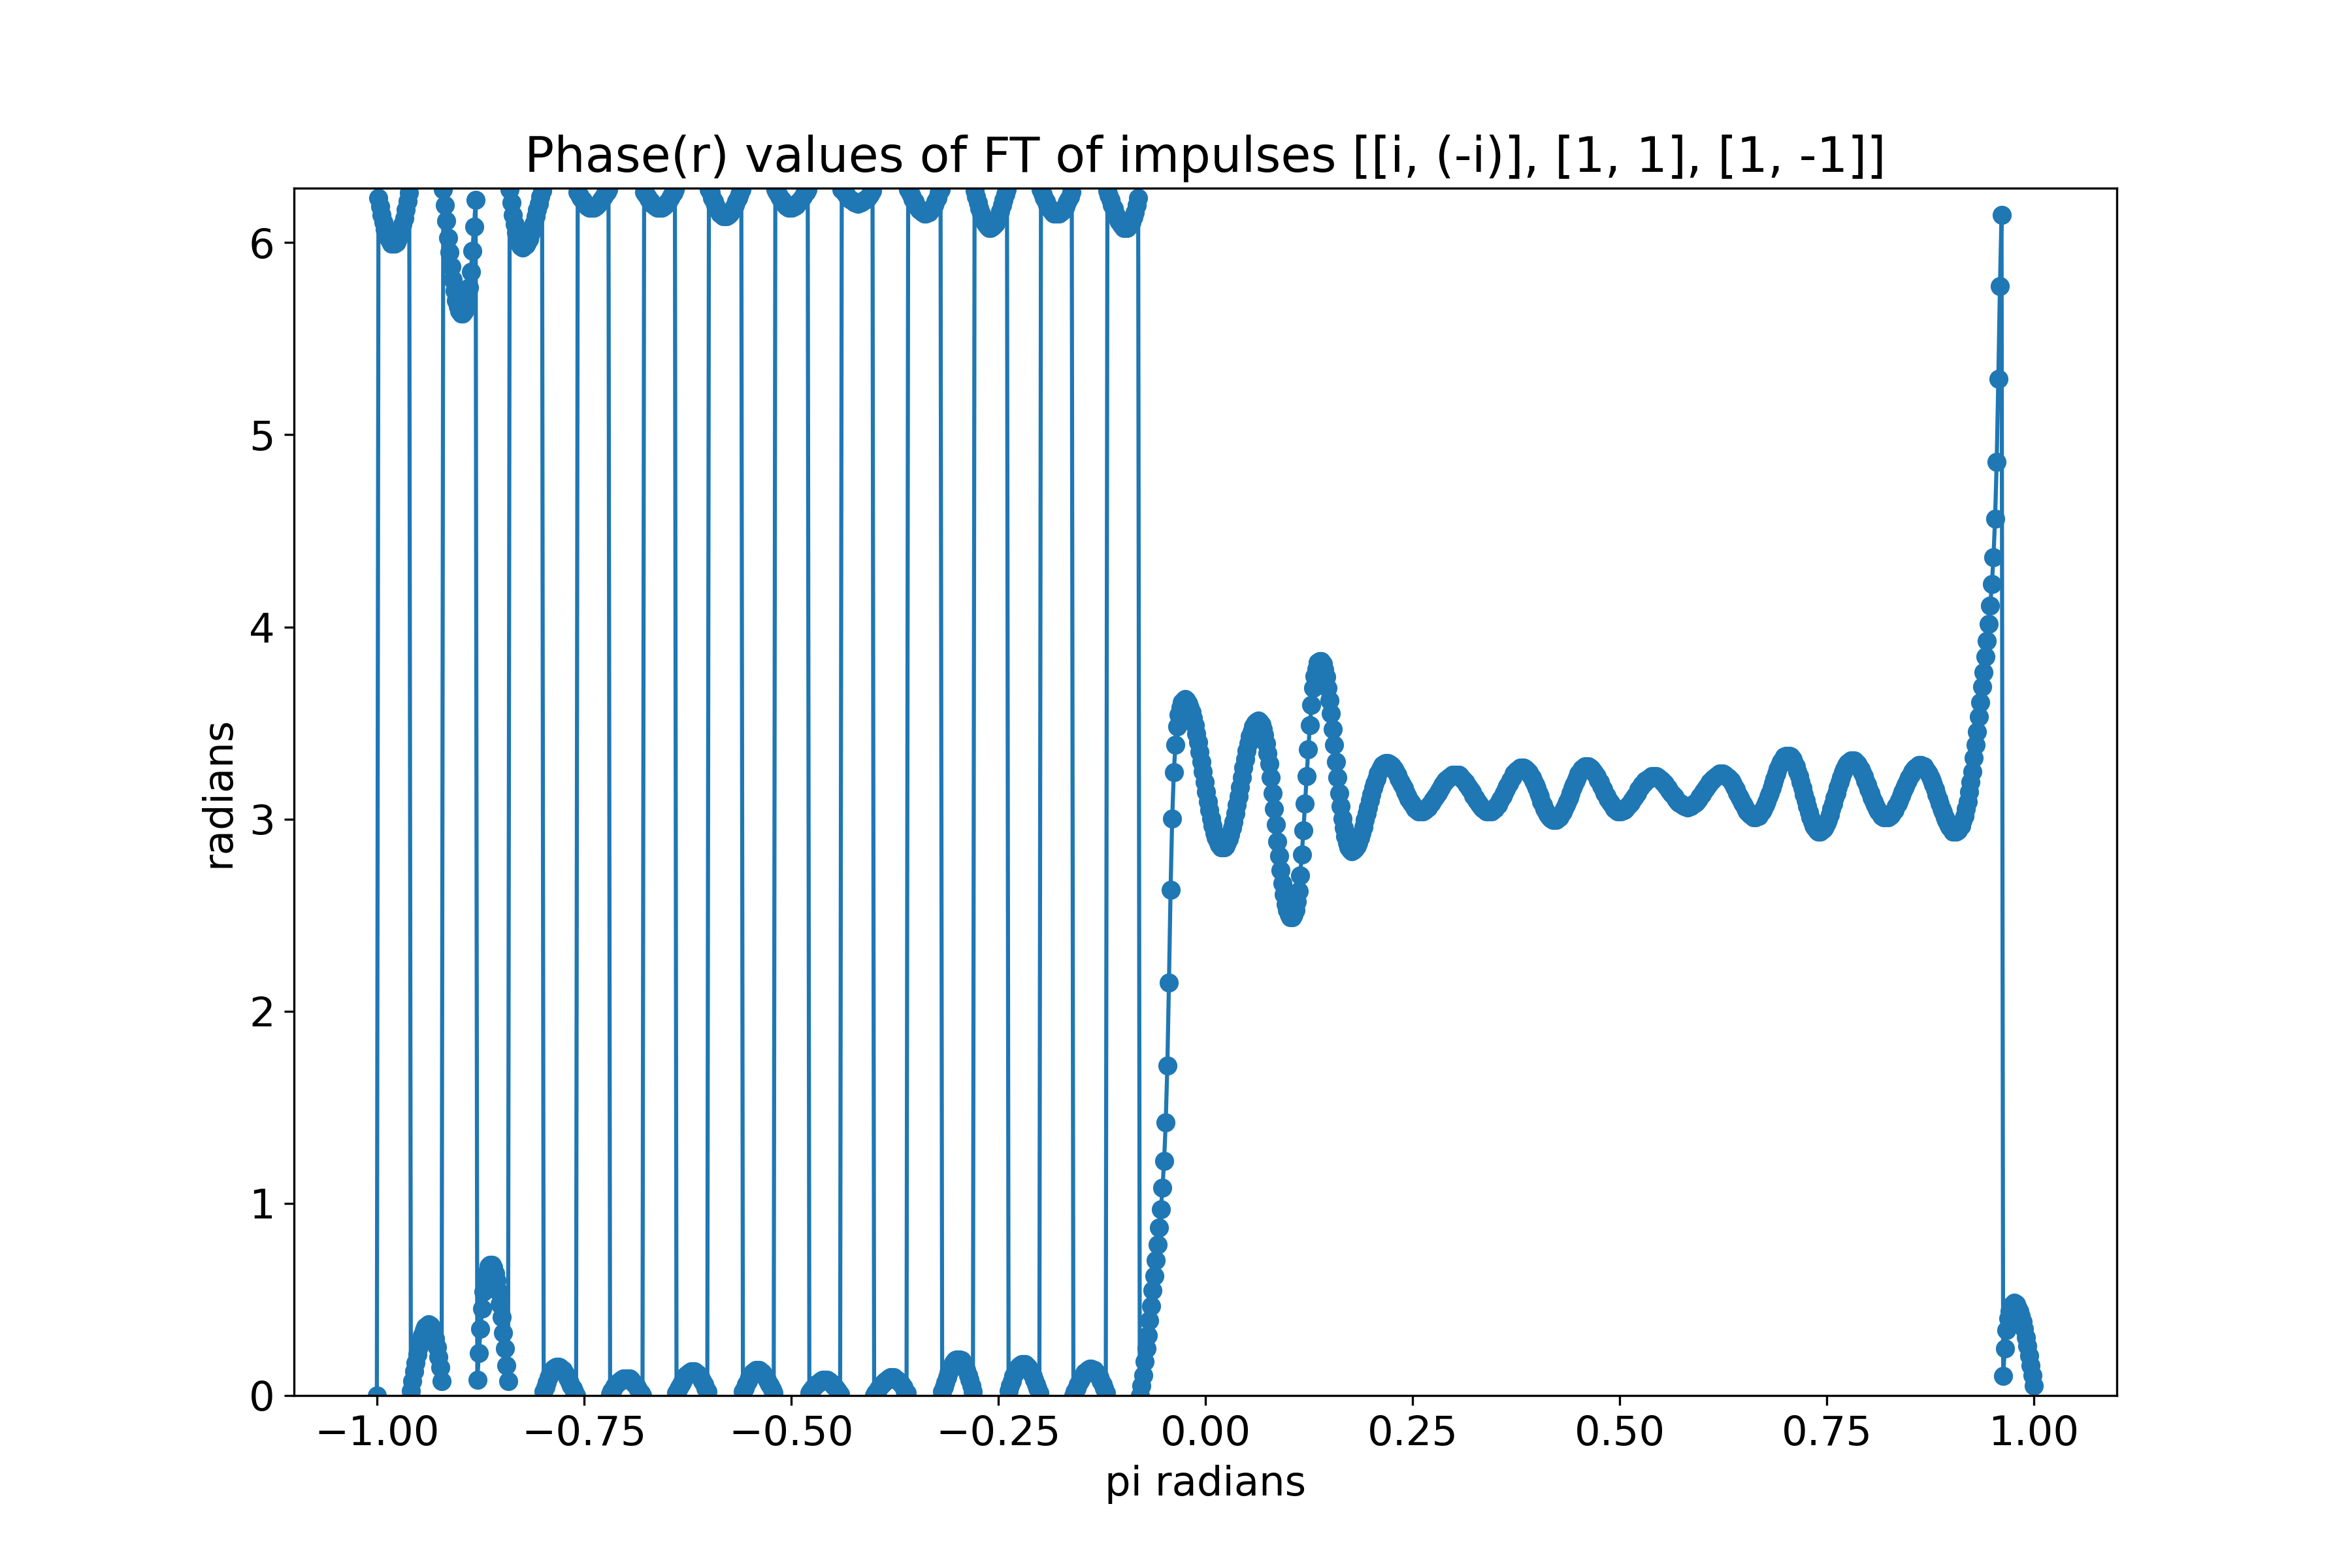 Phase(r) values of FT of impulses [[i, (-i)], [1, 1], [1, -1]]
6
5
4
3
2
1
0
radians
−1.00 −0.75 −0.50 −0.25 0.00 0.25 0.50 0.75 1.00
pi radians